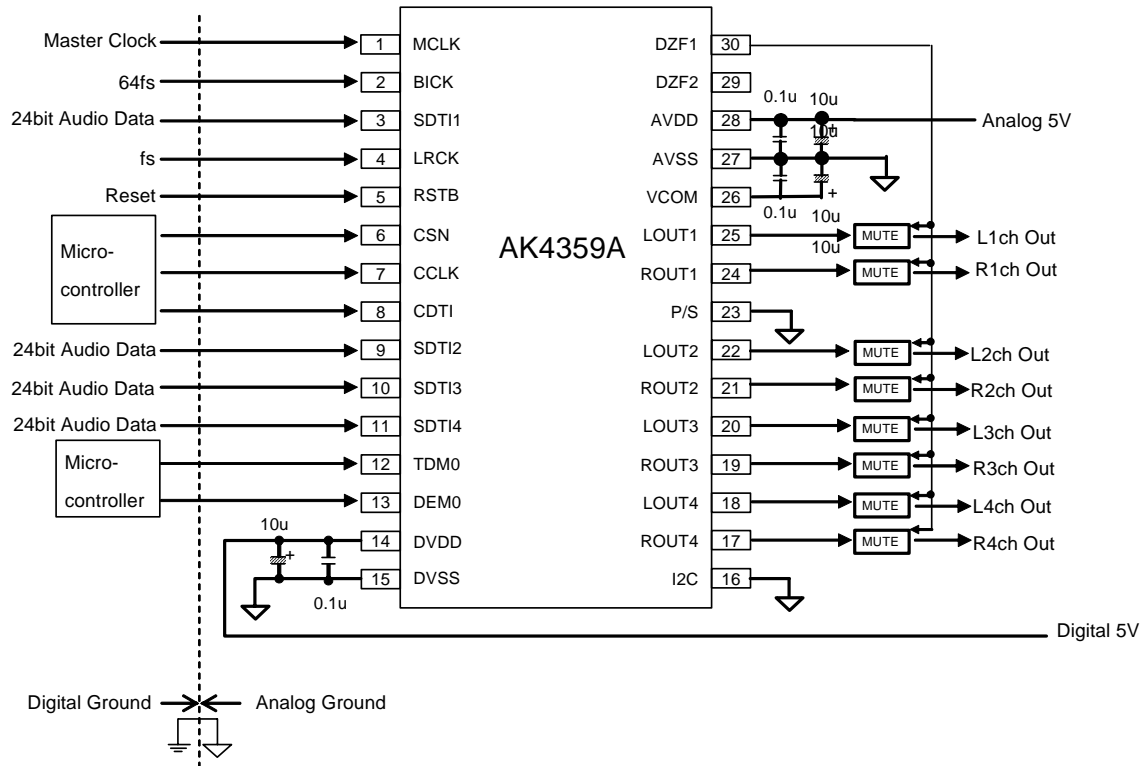 Master Clock
64fs
24bit Audio Data
fs
Reset
Micro-
controller
24bit Audio Data
24bit Audio Data
24bit Audio Data
Micro-
controller
10u
+
0.1u
1 MCLK
2 BICK
3 SDTI1
4 LRCK
5 RSTB
6 CSN
7 CCLK
8 CDTI
9 SDTI2
10 SDTI3
11 SDTI4
12 TDM0
13 DEM0
14 DVDD
15 DVSS
AK4359A
DZF1 30
DZF2 29
AVDD 28
AVSS 27
VCOM 26
LOUT1 25
ROUT1 24
P/S 23
LOUT2 22
ROUT2 21
LOUT3 20
ROUT3 19
LOUT4 18
ROUT4 17
I2C 16
0.1u 10u
+
10u
Analog 5V
+
0.1u 10u
10u
MUTE L1ch Out
MUTE R1ch Out
MUTE L2ch Out
MUTE R2ch Out
MUTE L3ch Out
MUTE R3ch Out
MUTE L4ch Out
MUTE R4ch Out
Digital 5V
Digital Ground Analog Ground